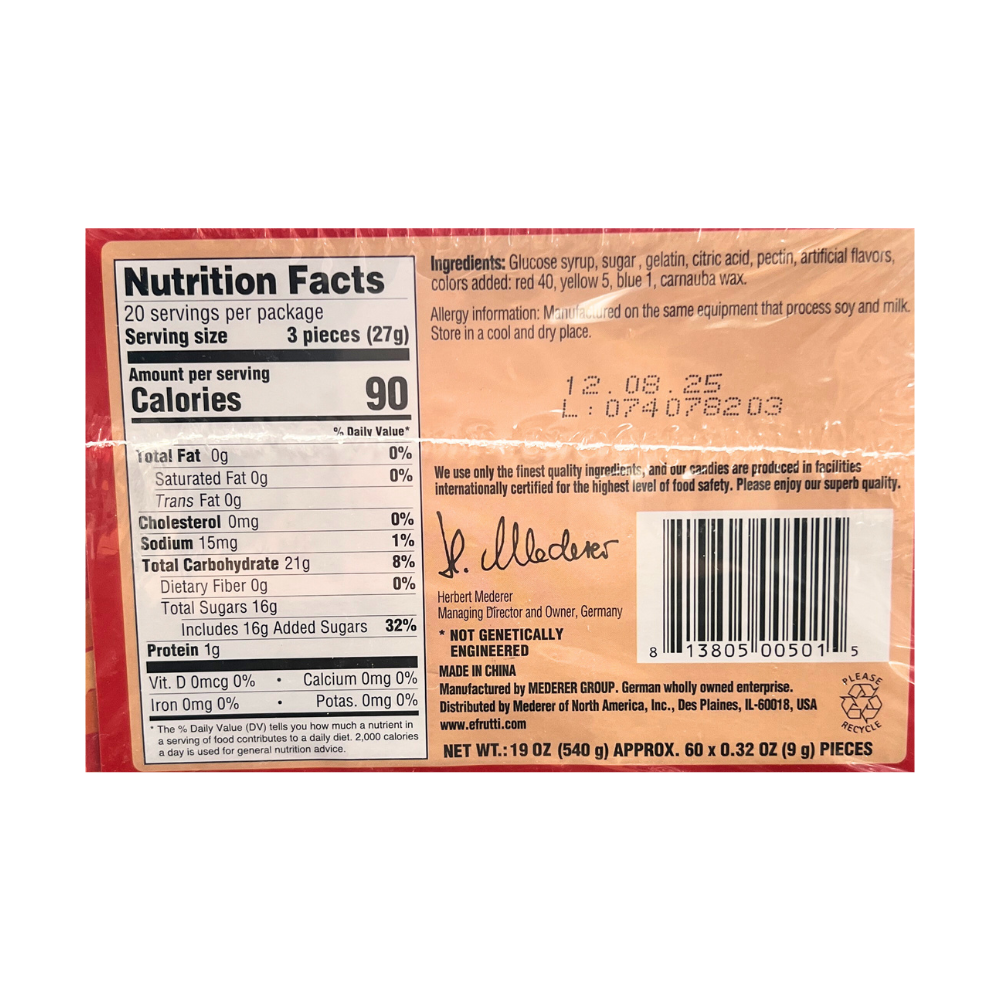 Nutrition Facts
20 servings per package
Serving size 3 pieces (27g)
Amount per serving
Calories 90
% Daily Value*
Total Fat 0g 0%
Saturated Fat 0g 0%
Trans Fat 0g
Cholesterol 0mg 0%
Sodium 15mg 1%
Total Carbohydrate 21g 8%
Dietary Fiber 0g 0%
Total Sugars 16g
Includes 16g Added Sugars 32%
Protein 1g
Vit. D 0mcg 0% • Calcium 0mg 0%
Iron 0mg 0% • Potas. 0mg 0%
* The % Daily Value (DV) tells you how much a nutrient in
a serving of food contributes to a daily diet. 2,000 calories
a day is used for general nutrition advice.
Ingredients: Glucose syrup, sugar , gelatin, citric acid, pectin, artificial flavors,
colors added: red 40, yellow 5, blue 1, carnauba wax.
Allergy information: Manufactured on the same equipment that process soy and milk.
Store in a cool and dry place.
12.08.25
L:074078203
We use only the finest quality ingredients, and our candies are produced in facilities
internationally certified for the highest level of food safety. Please enjoy our superb quality.
H. Mederer
Herbert Mederer
Managing Director and Owner, Germany
* NOT GENETICALLY
ENGINEERED
MADE IN CHINA
Manufactured by MEDERER GROUP. German wholly owned enterprise.
Distributed by Mederer of North America, Inc., Des Plaines, IL-60018, USA
www.efrutti.com
NET WT.: 19 OZ (540 g) APPROX. 60 x 0.32 OZ (9 g) PIECES
8 13805 00501 5
PLEASE
RECYCLE